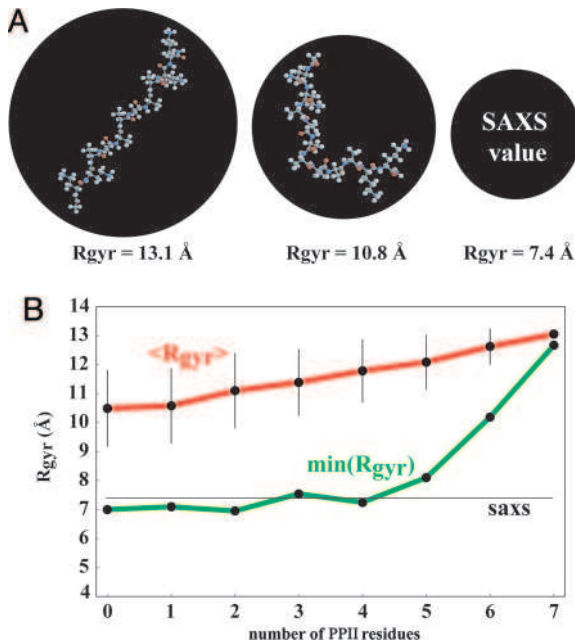 A
SAXS
value
Rgyr = 13.1 Å
Rgyr = 10.8 Å
Rgyr = 7.4 Å
B
14
13
12
11
10
9
8
7
6
5
4
Rgyr (Å)
<Rgyr>
min(Rgyr)
saxs
0 1 2 3 4 5 6 7
number of PPII residues